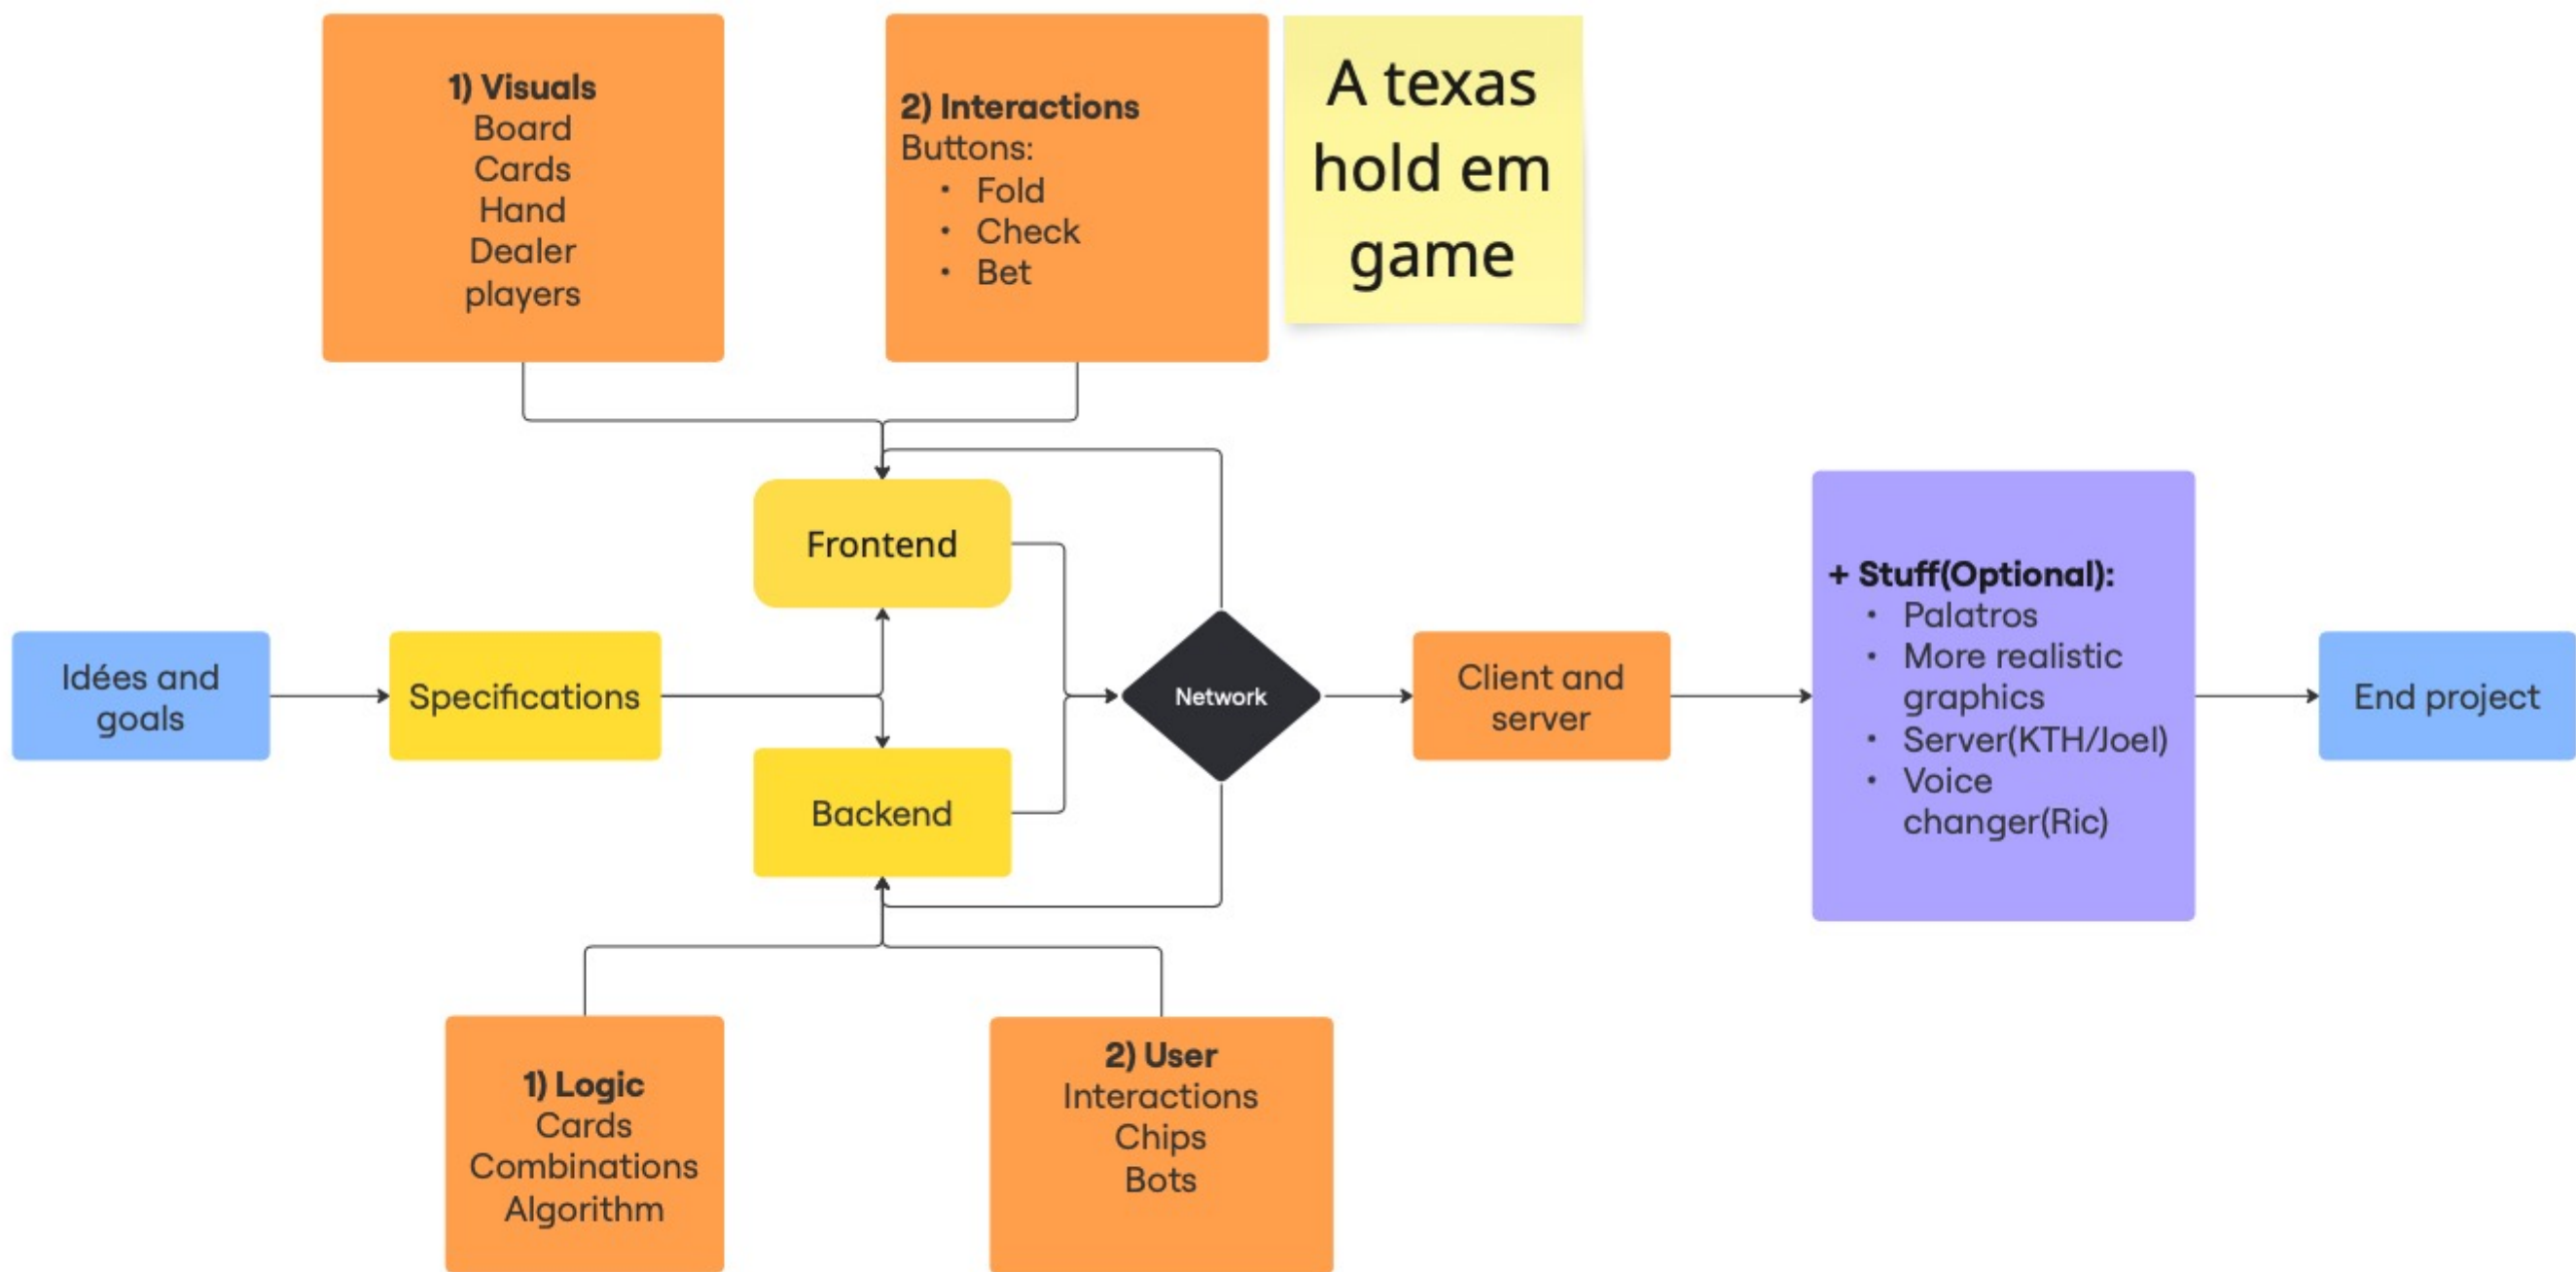 1) Visuals
Board
Cards
Hand
Dealer
players
2) Interactions
Buttons:
• Fold
• Check
• Bet
A texas
hold em
game
Frontend
Idées and
goals
Specifications
Network
Client and
server
+ Stuff(Optional):
• Palatros
• More realistic
graphics
• Server(KTH/Joel)
• Voice
changer(Ric)
End project
Backend
1) Logic
Cards
Combinations
Algorithm
2) User
Interactions
Chips
Bots